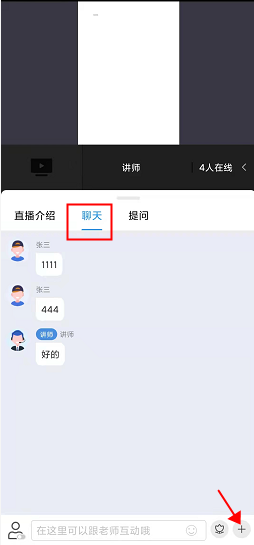 讲师 4人在线
直播介绍 聊天 提问
张三
1111
张三
444
讲师 讲师
好的
在这里可以跟老师互动哦